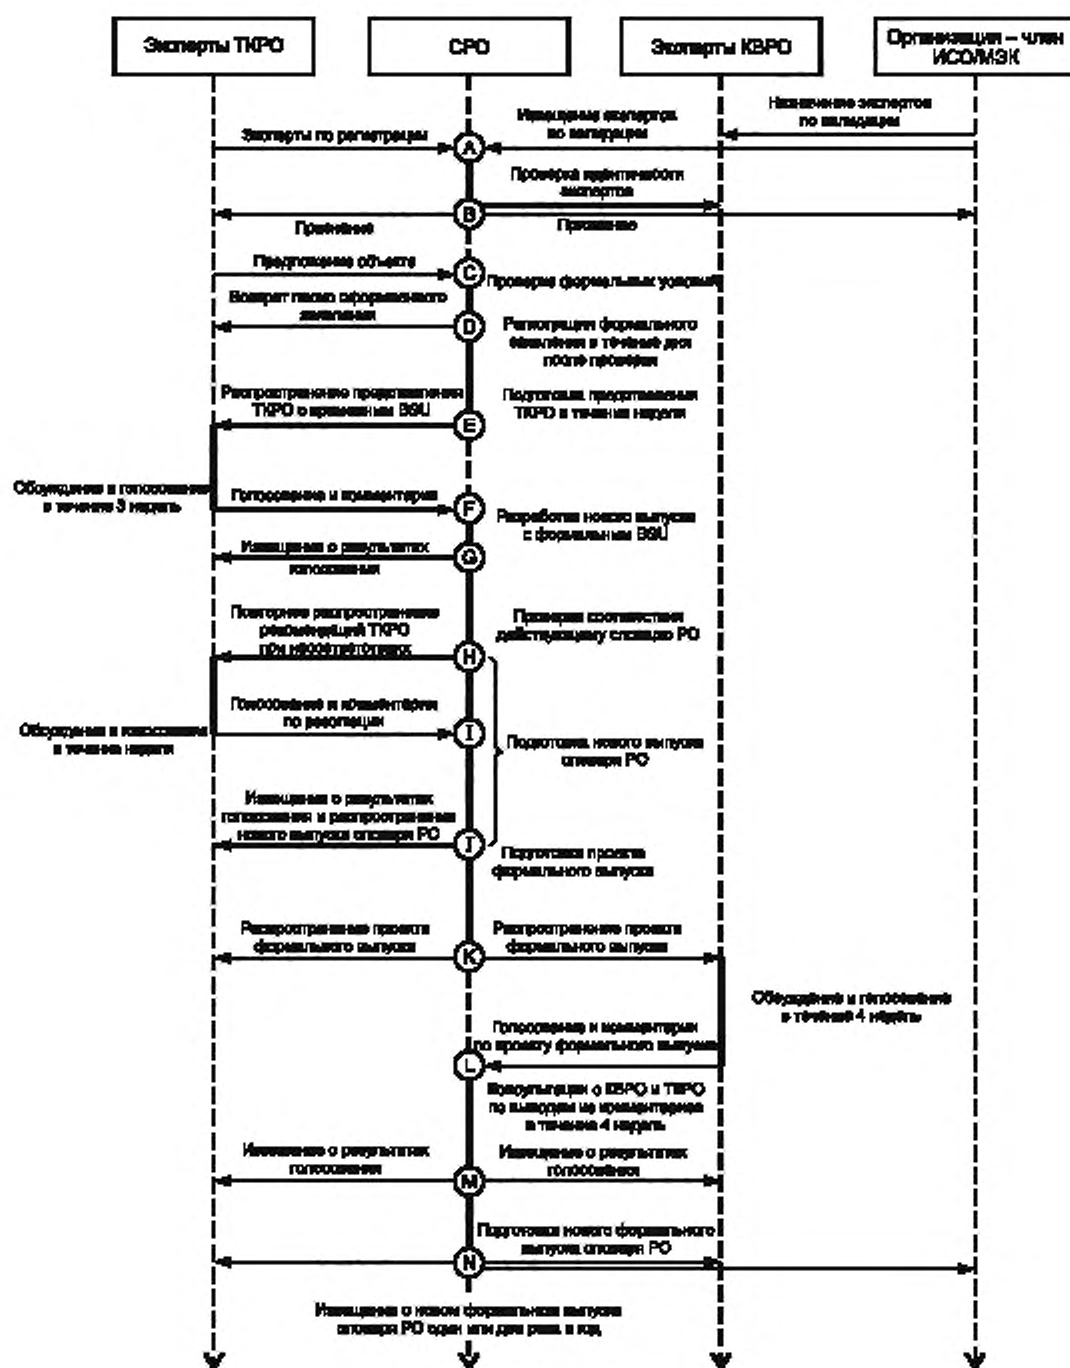 Эксперты ТКРО
СРО
Эксперты КВРО
Организация – член
ИСО/МЭК
Назначение экспертов
по валидации
Извещение экспертов
по валидации
Эксперты по регистрации
A
Проверка идентичности
экспертов
B
Признание
Признание
Предложение объекта
C
Проверка формальных условий
Возврат плохо оформленного
заявления
D
Регистрация формального
заявления в течение дня
после проверки
Распространение представления
ТКРО с временным BSU
Подготовка представления
ТКРО в течение недели
E
Обсуждение и голосование
в течение 3 недель
Голосование и комментарии
F
Разработка нового выпуска
с формальным BSU
Извещение о результатах
голосования
G
Повторное распространение
рекомендаций ТКРО
при несоответствиях
Проверка соответствия
действующему словарю РО
H
Голосование и комментарии
по резолюции
I
Обсуждение и голосование
в течение недели
Подготовка нового выпуска
словаря РО
Извещение о результатах
голосования и распространение
нового выпуска словаря РО
J
Подготовка проекта
формального выпуска
Распространение проекта
формального выпуска
Распространение проекта
формального выпуска
K
Обсуждение и голосование
в течение 4 недель
Голосование и комментарии
по проекту формального выпуска
L
Консультации с КВРО и ТКРО
по выводам из комментариев
в течение 4 недель
Извещение о результатах
голосования
Извещение о результатах
голосования
M
Подготовка нового формального
выпуска словаря РО
N
Извещение о новом формальном выпуске
словаря РО один или два раза в год